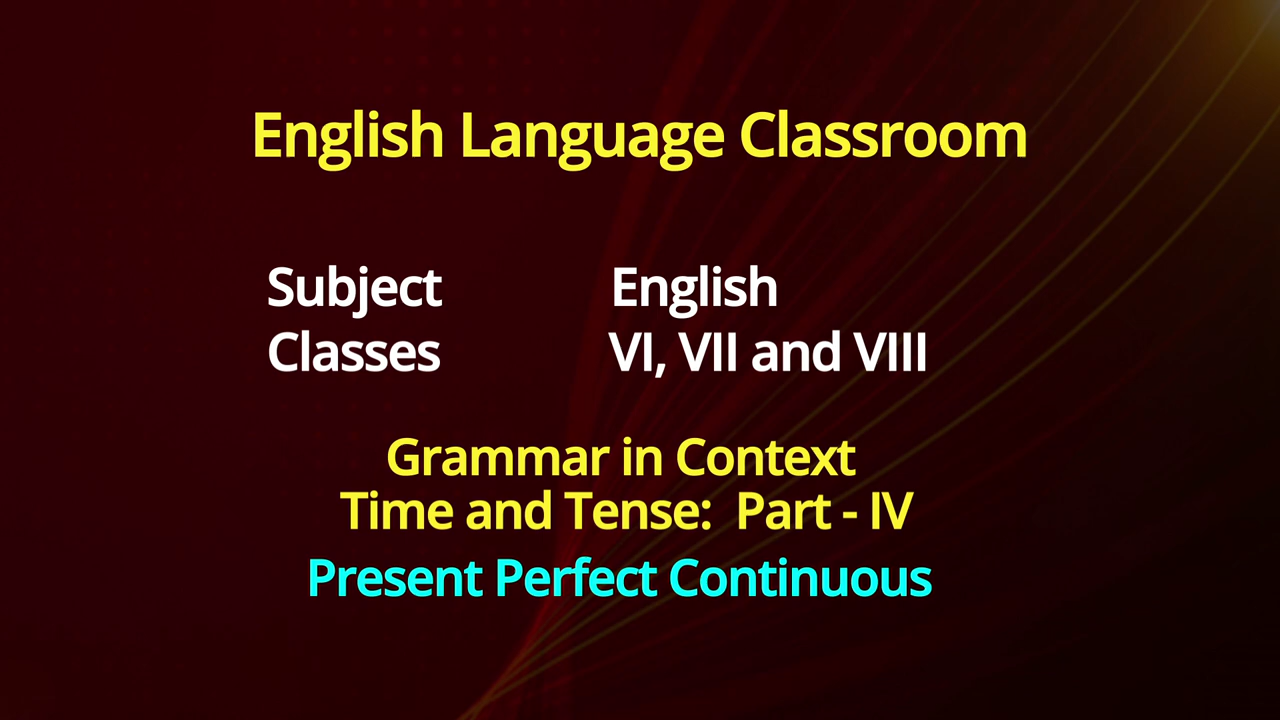 English Language Classroom
Subject English
Classes VI, VII and VIII
Grammar in Context
Time and Tense: Part - IV
Present Perfect Continuous